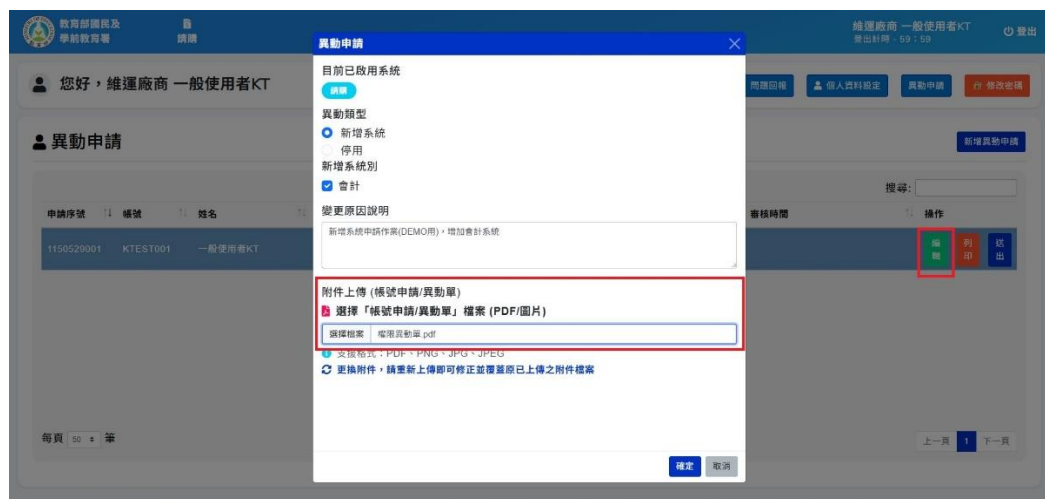 教育部國民及
學前教育署
請購
維運廠商 一般使用者KT
登出計時 - 59：59
登出
您好，維運廠商 一般使用者KT
問題回報
個人資料設定
異動申請
修改密碼
異動申請
新增異動申請
搜尋:
申請序號
帳號
姓名
審核時間
操作
1150529001
KTEST001
一般使用者KT
編輯
列印
送出
每頁 50 筆
上一頁 1 下一頁
異動申請
目前已啟用系統
請購
異動類型
新增系統
停用
新增系統別
會計
變更原因說明
新增系統申請作業(DEMO用)，增加會計系統
附件上傳 (帳號申請/異動單)
選擇「帳號申請/異動單」檔案 (PDF/圖片)
選擇檔案 權限異動單.pdf
支援格式：PDF、PNG、JPG、JPEG
更換附件，請重新上傳即可修正並覆蓋原已上傳之附件檔案
確定
取消